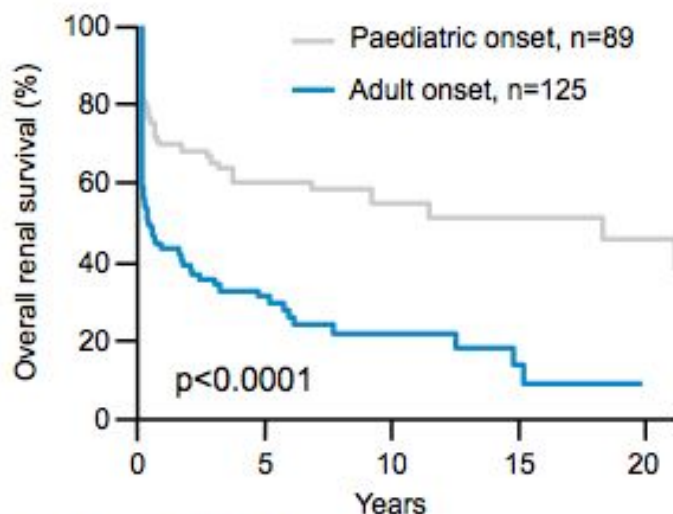 Overall renal survival (%)
100
80
60
40
20
0
Paediatric onset, n=89
Adult onset, n=125
p<0.0001
0 5 10 15 20
Years